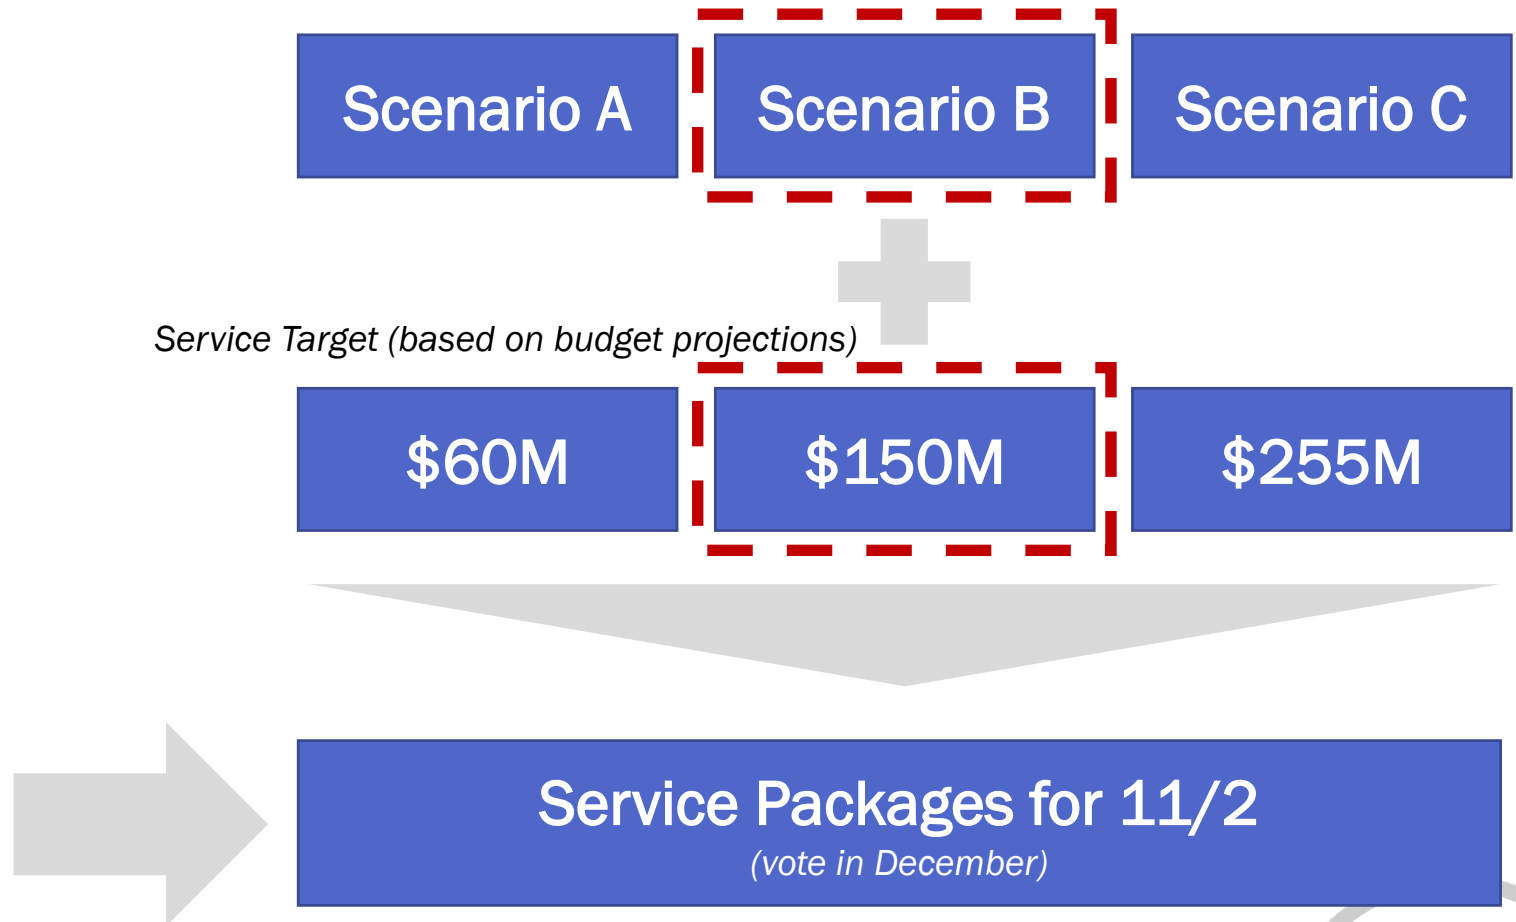 Scenario A
Scenario B
Scenario C
Service Target (based on budget projections)
$60M
$150M
$255M
Service Packages for 11/2
(vote in December)